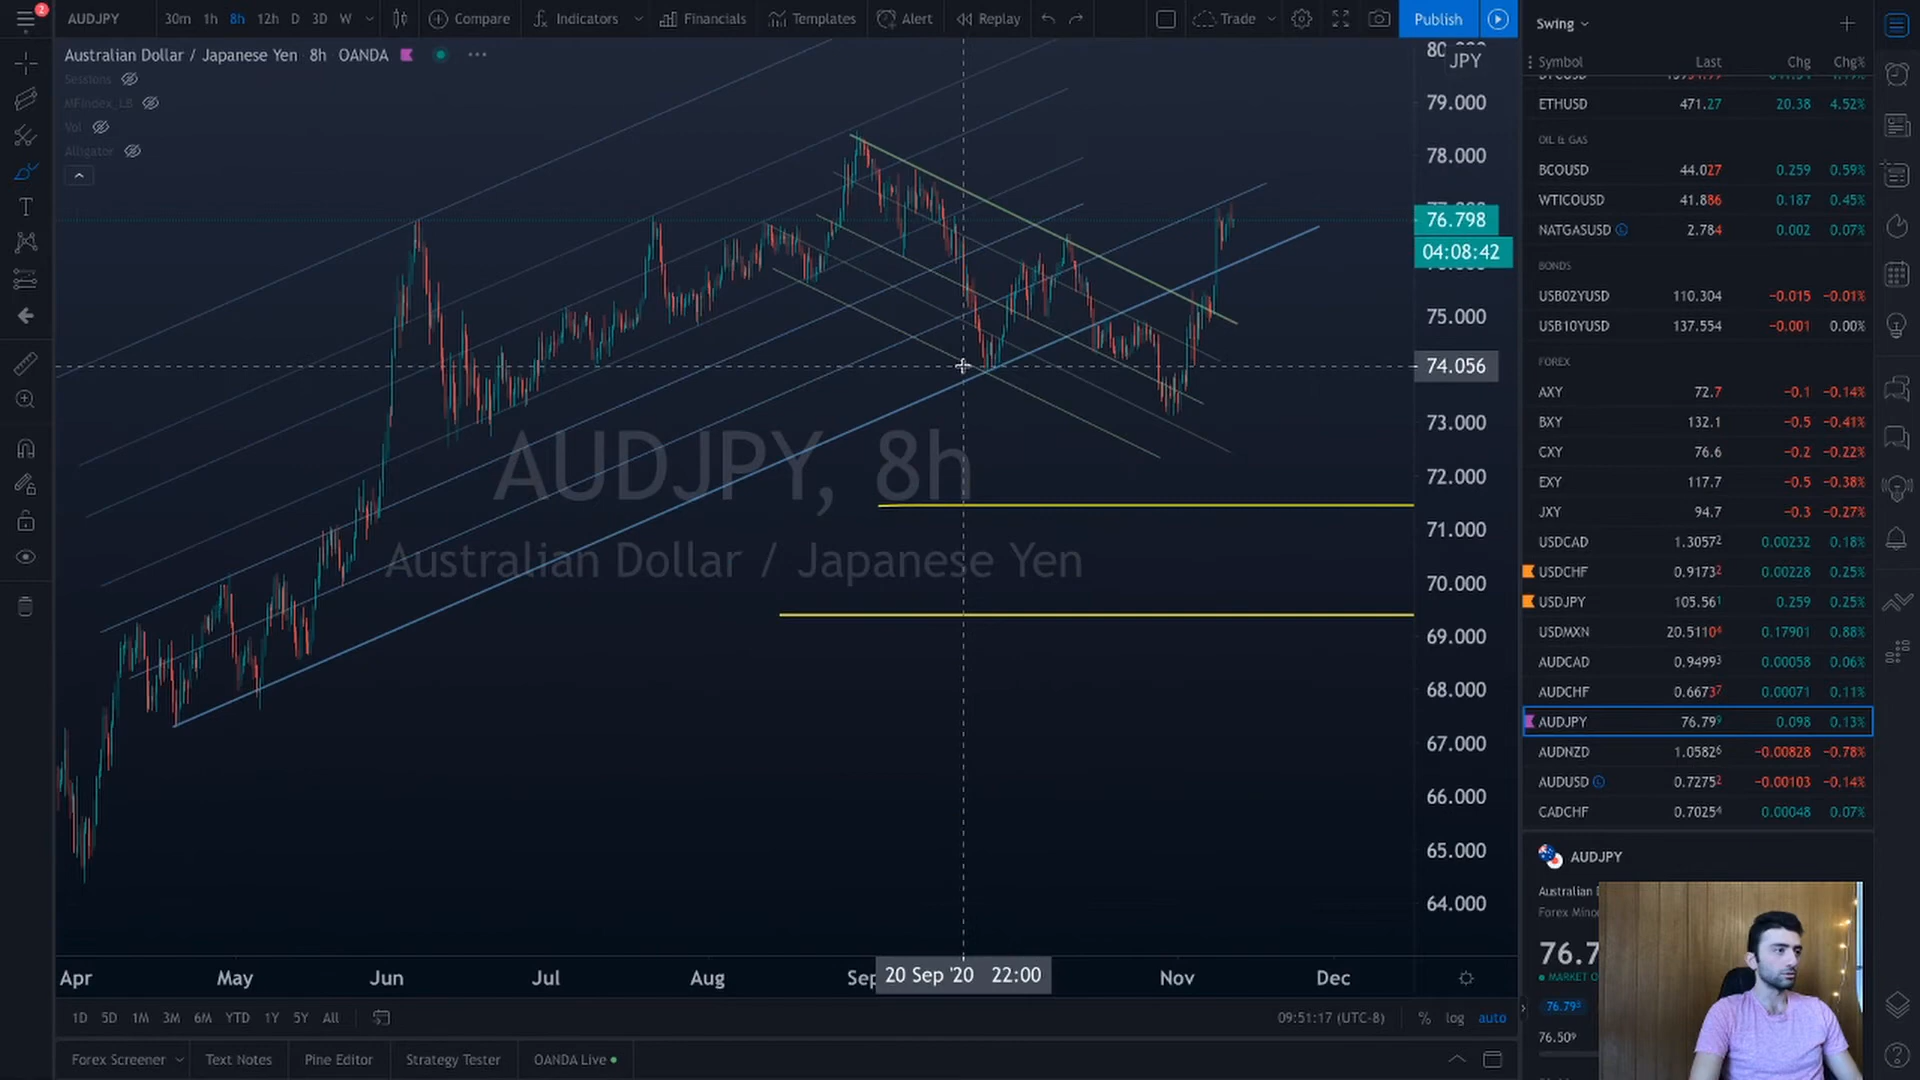 2
AUDJPY 30m 1h 8h 12h D 3D W Compare Indicators Financials Templates Alert Replay Trade Publish
Australian Dollar / Japanese Yen 8h OANDA
Sessions
MFIndex_LB
Vol
Alligator
JPY
79.000
78.000
76.798
04:08:42
75.000
74.056
73.000
72.000
71.000
70.000
69.000
68.000
67.000
66.000
65.000
64.000
AUDJPY, 8h
Australian Dollar / Japanese Yen
Apr May Jun Jul Aug Sep 20 Sep '20 22:00 Nov Dec
1D 5D 1M 3M 6M YTD 1Y 5Y All 09:51:17 (UTC-8) % log auto
Forex Screener Text Notes Pine Editor Strategy Tester OANDA Live
Swing
Symbol Last Chg Chg%
ETHUSD 471.27 20.38 4.52%
OIL & GAS
BCOUSD 44.027 0.259 0.59%
WTICOUSD 41.886 0.187 0.45%
NATGASUSD 2.784 0.002 0.07%
BONDS
USB02YUSD 110.304 −0.015 −0.01%
USB10YUSD 137.554 −0.001 0.00%
FOREX
AXY 72.7 −0.1 −0.14%
BXY 132.1 −0.5 −0.41%
CXY 76.6 −0.2 −0.22%
EXY 117.7 −0.5 −0.38%
JXY 94.7 −0.3 −0.27%
USDCAD 1.30572 0.00232 0.18%
USDCHF 0.91732 0.00228 0.25%
USDJPY 105.561 0.259 0.25%
USDMXN 20.51104 0.17901 0.88%
AUDCAD 0.94993 0.00058 0.06%
AUDCHF 0.66737 0.00071 0.11%
AUDJPY 76.799 0.098 0.13%
AUDNZD 1.05826 −0.00828 −0.78%
AUDUSD 0.72752 −0.00103 −0.14%
CADCHF 0.70254 0.00048 0.07%
AUDJPY
Australian
Forex Mino
76.7
MARKET O
76.793
76.509